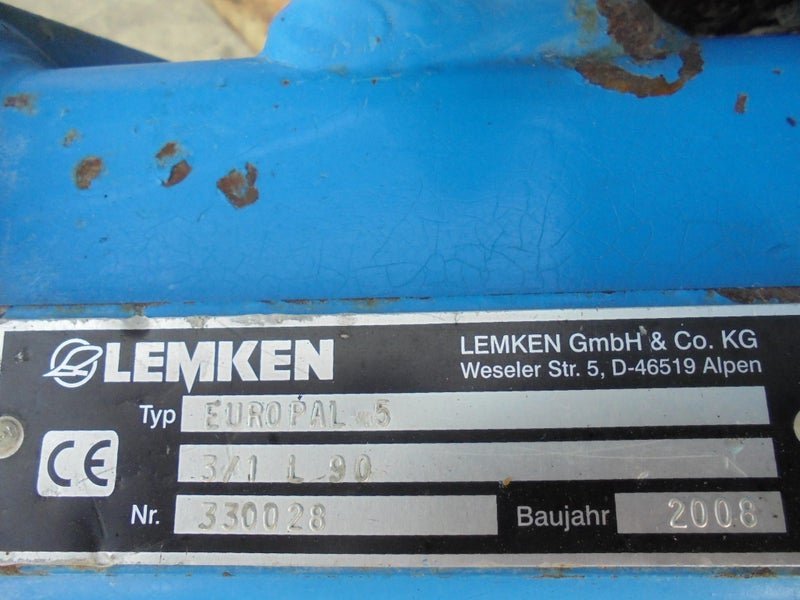 LEMKEN
LEMKEN GmbH & Co. KG
Weseler Str. 5, D-46519 Alpen
Typ EUROPAL 5
CE 3/1 L 90
Nr. 330028 Baujahr 2008